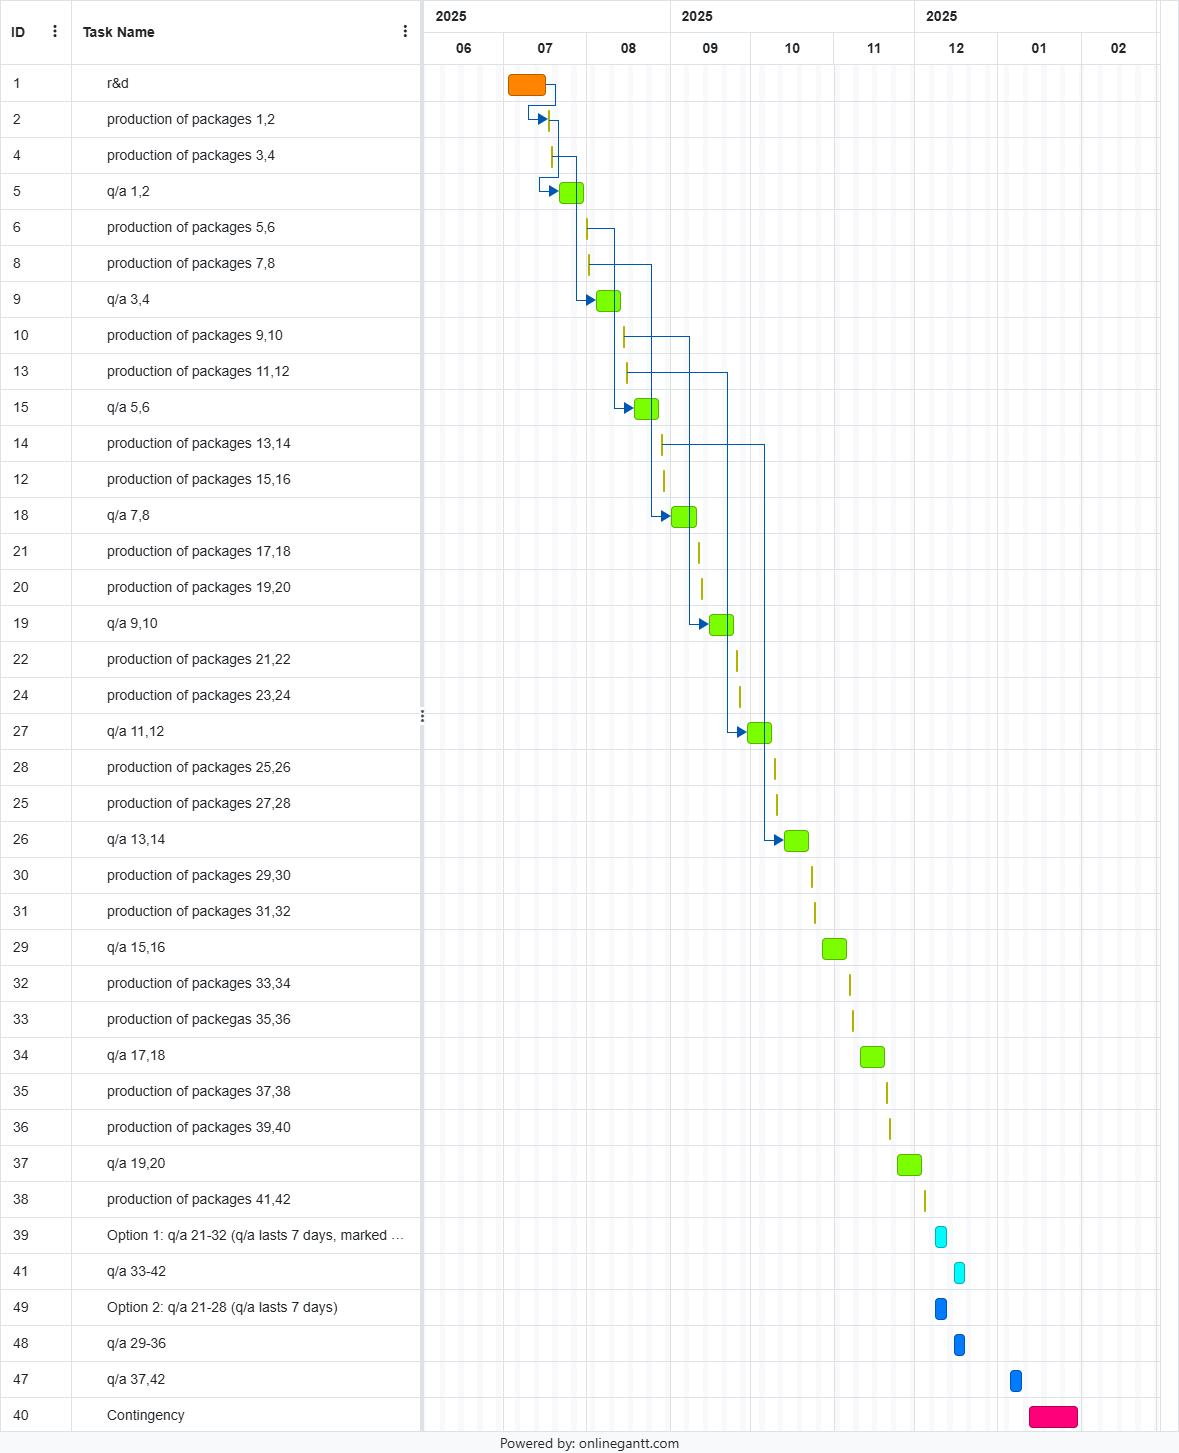 2025 2025 2025
ID Task Name
06 07 08 09 10 11 12 01 02
1 r&d
2 production of packages 1,2
4 production of packages 3,4
5 q/a 1,2
6 production of packages 5,6
8 production of packages 7,8
9 q/a 3,4
10 production of packages 9,10
13 production of packages 11,12
15 q/a 5,6
14 production of packages 13,14
12 production of packages 15,16
18 q/a 7,8
21 production of packages 17,18
20 production of packages 19,20
19 q/a 9,10
22 production of packages 21,22
24 production of packages 23,24
27 q/a 11,12
28 production of packages 25,26
25 production of packages 27,28
26 q/a 13,14
30 production of packages 29,30
31 production of packages 31,32
29 q/a 15,16
32 production of packages 33,34
33 production of packegas 35,36
34 q/a 17,18
35 production of packages 37,38
36 production of packages 39,40
37 q/a 19,20
38 production of packages 41,42
39 Option 1: q/a 21-32 (q/a lasts 7 days, marked ...
41 q/a 33-42
49 Option 2: q/a 21-28 (q/a lasts 7 days)
48 q/a 29-36
47 q/a 37,42
40 Contingency
Powered by: onlinegantt.com